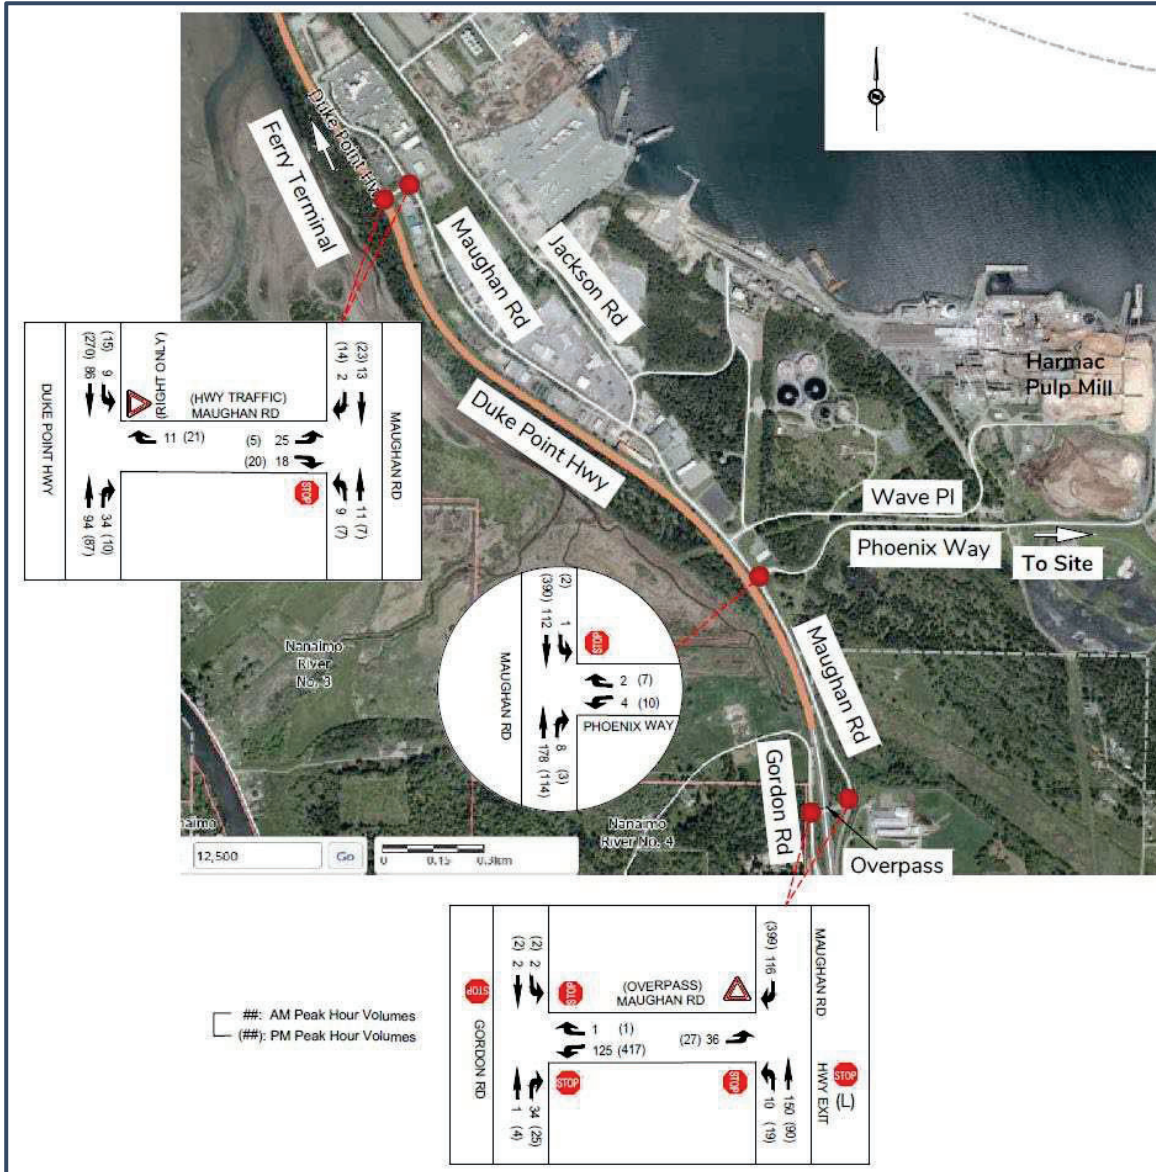 Duke Point Hwy
Ferry Terminal
Maughan Rd
Jackson Rd
Harmac
Pulp Mill
Duke Point Hwy
Wave Pl
Phoenix Way
To Site
Maughan Rd
Gordon Rd
Overpass
Nanaimo
River
No. 3
Nanaimo
River No. 4
naimo
12,500
Go
0
0.15
0.3km
DUKE POINT HWY
(270) 86
(15) 9
(RIGHT ONLY)
(HWY TRAFFIC)
MAUGHAN RD
(14) 2
(23) 13
MAUGHAN RD
11 (21)
(5) 25
(20) 18
STOP
94 (87)
34 (10)
9 (7)
11 (7)
(390) 112
(2) 1
STOP
MAUGHAN RD
2 (7)
4 (10)
PHOENIX WAY
178 (114)
8 (3)
##: AM Peak Hour Volumes
(##): PM Peak Hour Volumes
STOP
GORDON RD
(2) 2
(2) 2
STOP
(OVERPASS)
MAUGHAN RD
(399) 116
MAUGHAN RD
1 (1)
125 (417)
(27) 36
STOP
STOP
1 (4)
34 (25)
10 (19)
150 (90)
HWY EXIT
STOP
(L)